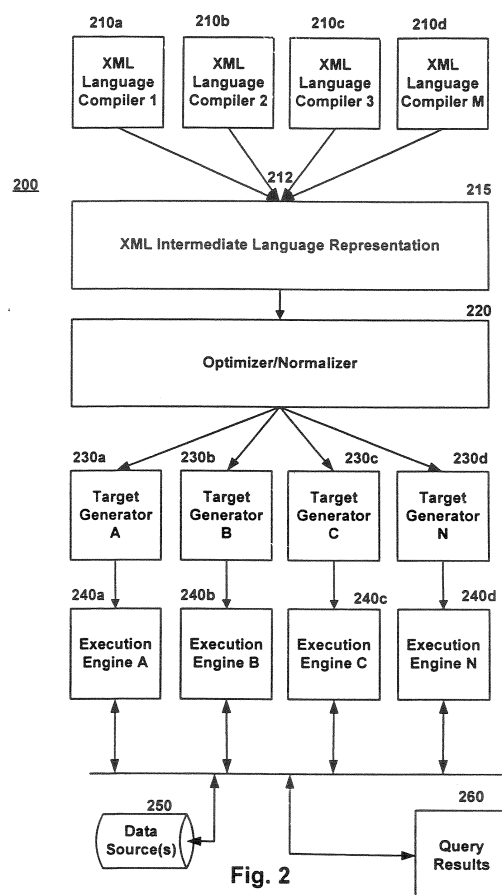 210a 210b 210c 210d
XML Language Compiler 1
XML Language Compiler 2
XML Language Compiler 3
XML Language Compiler M
212
200
215
XML Intermediate Language Representation
220
Optimizer/Normalizer
230a 230b 230c 230d
Target Generator A
Target Generator B
Target Generator C
Target Generator N
240a 240b 240c 240d
Execution Engine A
Execution Engine B
Execution Engine C
Execution Engine N
250
Data Source(s)
260
Query Results
Fig. 2